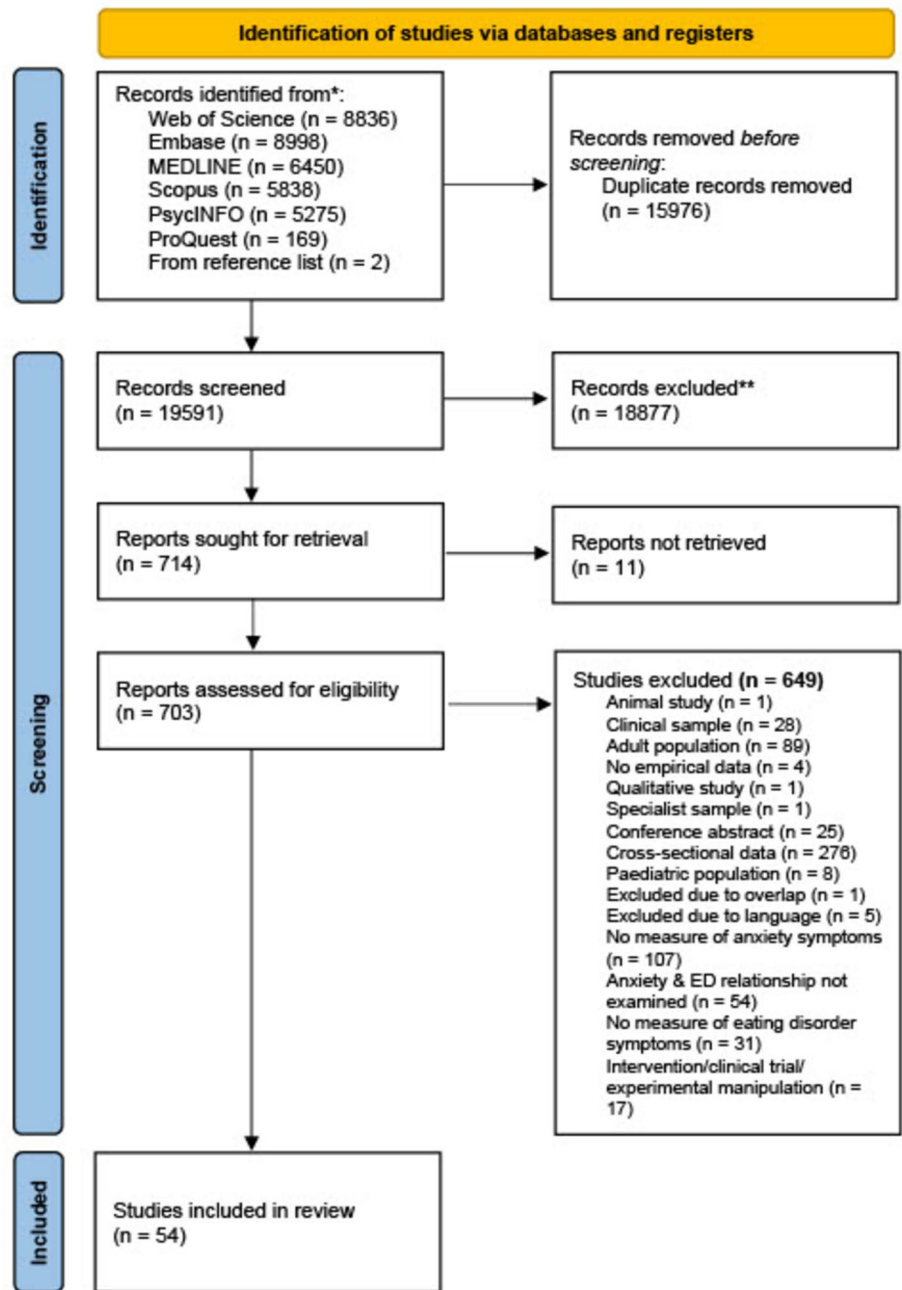 Identification of studies via databases and registers
Identification
Records identified from*:
Web of Science (n = 8836)
Embase (n = 8998)
MEDLINE (n = 6450)
Scopus (n = 5838)
PsycINFO (n = 5275)
ProQuest (n = 169)
From reference list (n = 2)
Records removed before
screening:
Duplicate records removed
(n = 15976)
Screening
Records screened
(n = 19591)
Records excluded**
(n = 18877)
Reports sought for retrieval
(n = 714)
Reports not retrieved
(n = 11)
Reports assessed for eligibility
(n = 703)
Studies excluded (n = 649)
Animal study (n = 1)
Clinical sample (n = 28)
Adult population (n = 89)
No empirical data (n = 4)
Qualitative study (n = 1)
Specialist sample (n = 1)
Conference abstract (n = 25)
Cross-sectional data (n = 276)
Paediatric population (n = 8)
Excluded due to overlap (n = 1)
Excluded due to language (n = 5)
No measure of anxiety symptoms
(n = 107)
Anxiety & ED relationship not
examined (n = 54)
No measure of eating disorder
symptoms (n = 31)
Intervention/clinical trial/
experimental manipulation (n =
17)
Included
Studies included in review
(n = 54)